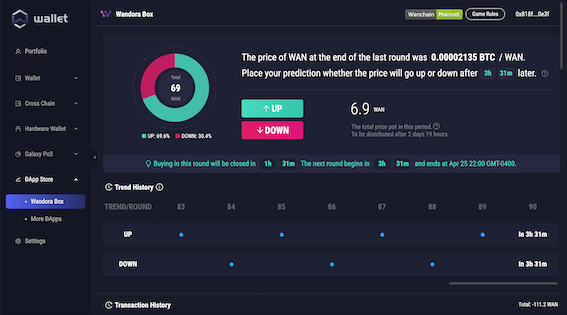 wallet
Wandora Box
Wanchain Mainnet
Game Rules
0x818f...0e3f
Portfolio
Wallet
Cross Chain
Hardware Wallet
Galaxy PoS
ĐApp Store
Wandora Box
More ĐApps
Settings
Total
69
WAN
UP: 69.6% DOWN: 30.4%
The price of WAN at the end of the last round was 0.00002135 BTC / WAN.
Place your prediction whether the price will go up or down after 3h 31m later.
UP
DOWN
6.9 WAN
The total prize pot in this period.
To be distributed after 2 days 19 hours
Buying in this round will be closed in 1h 31m The next round begins in 3h 31m and ends at Apr 25 22:00 GMT-0400.
Trend History
TREND/ROUND 83 84 85 86 87 88 89 90
UP In 3h 31m
DOWN In 3h 31m
Transaction History
Total: -111.2 WAN